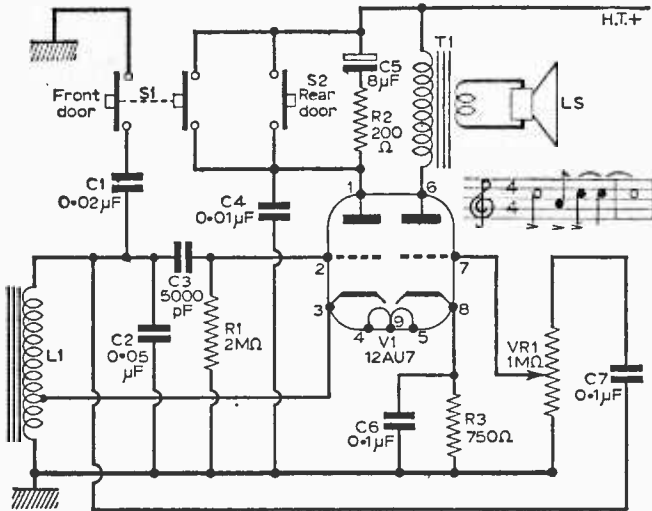 H.T.+
T1
Front door
S1
S2
Rear door
C5
8μF
R2
200
Ω
LS
C1
0·02μF
C4
0·01μF
1
6
4
4
C3
5000
pF
2
7
3
8
L1
C2
0·05
μF
R1
2MΩ
4
9
5
V1
12AU7
VR1
1MΩ
C7
0·1μF
C6
0·1μF
R3
750Ω